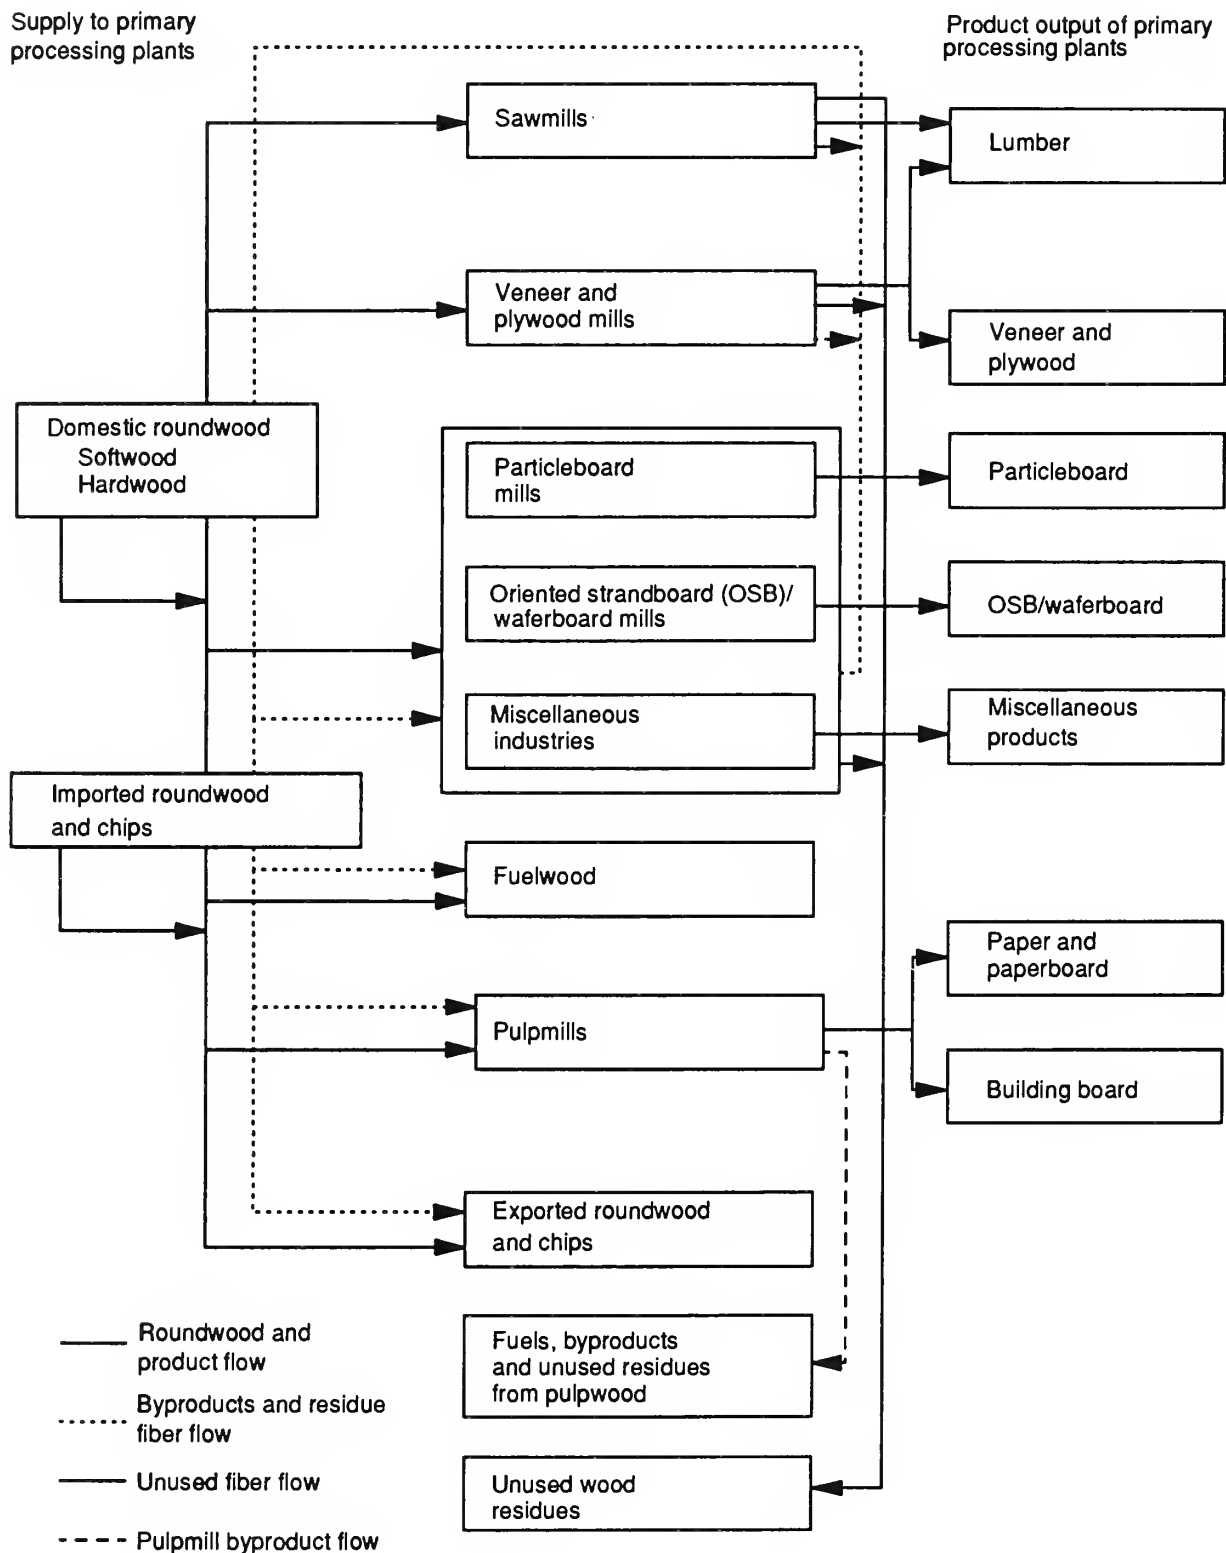 Supply to primary
processing plants
Product output of primary
processing plants
Sawmills
Lumber
Veneer and
plywood mills
Veneer and
plywood
Domestic roundwood
Softwood
Hardwood
Particleboard
mills
Particleboard
Oriented strandboard (OSB)/
waferboard mills
OSB/waferboard
Miscellaneous
industries
Miscellaneous
products
Imported roundwood
and chips
Fuelwood
Paper and
paperboard
Pulpmills
Building board
Exported roundwood
and chips
Fuels, byproducts
and unused residues
from pulpwood
Unused wood
residues
Roundwood and
product flow
Byproducts and residue
fiber flow
Unused fiber flow
Pulpmill byproduct flow